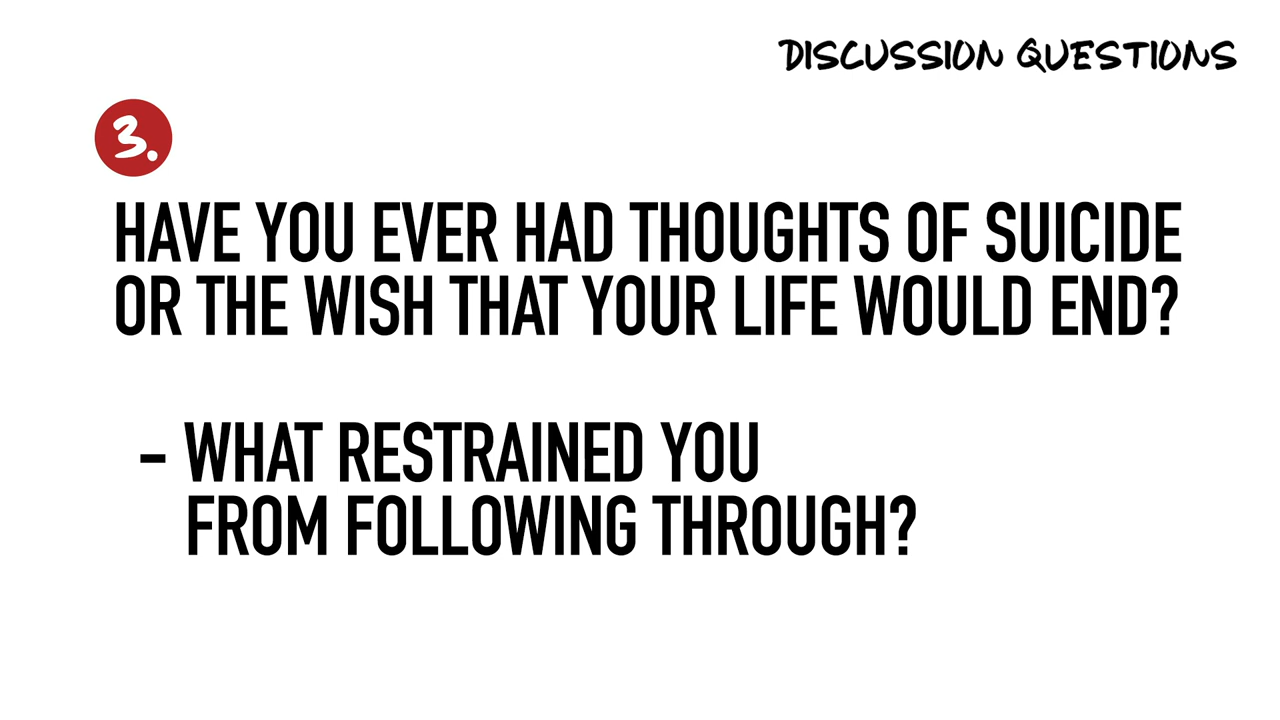 DISCUSSION QUESTIONS
3.
HAVE YOU EVER HAD THOUGHTS OF SUICIDE
OR THE WISH THAT YOUR LIFE WOULD END?
- WHAT RESTRAINED YOU
FROM FOLLOWING THROUGH?